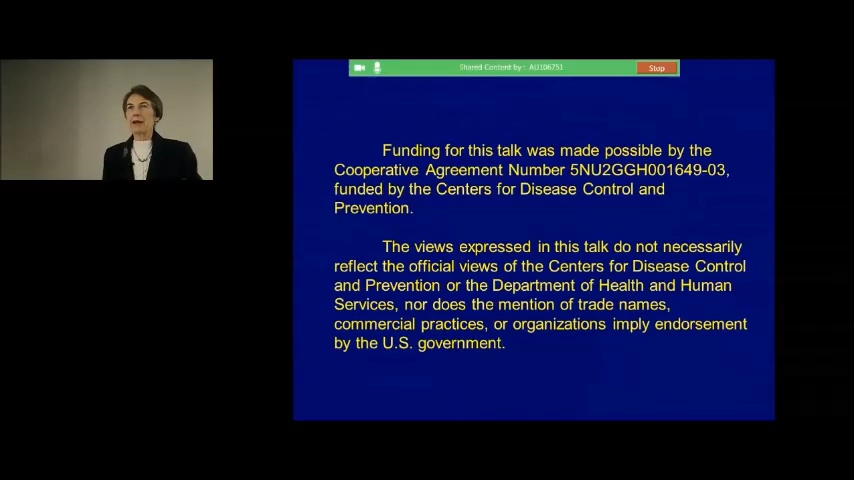 Shared Content by: AU106751
Stop
Funding for this talk was made possible by the
Cooperative Agreement Number 5NU2GGH001649-03,
funded by the Centers for Disease Control and
Prevention.
The views expressed in this talk do not necessarily
reflect the official views of the Centers for Disease Control
and Prevention or the Department of Health and Human
Services, nor does the mention of trade names,
commercial practices, or organizations imply endorsement
by the U.S. government.